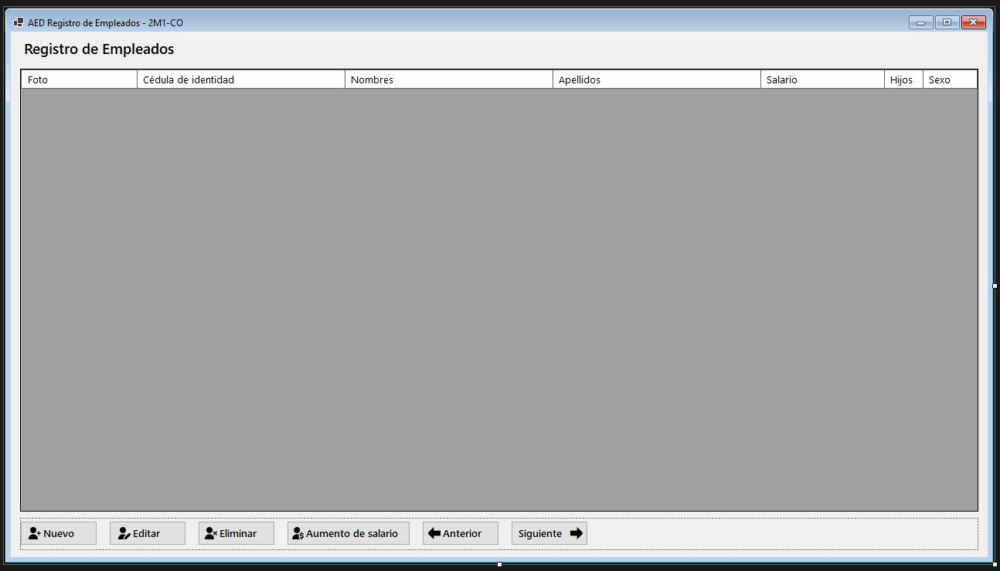 AED Registro de Empleados - 2M1-CO
Registro de Empleados
Foto Cédula de identidad Nombres Apellidos Salario Hijos Sexo
Nuevo Editar Eliminar Aumento de salario Anterior Siguiente